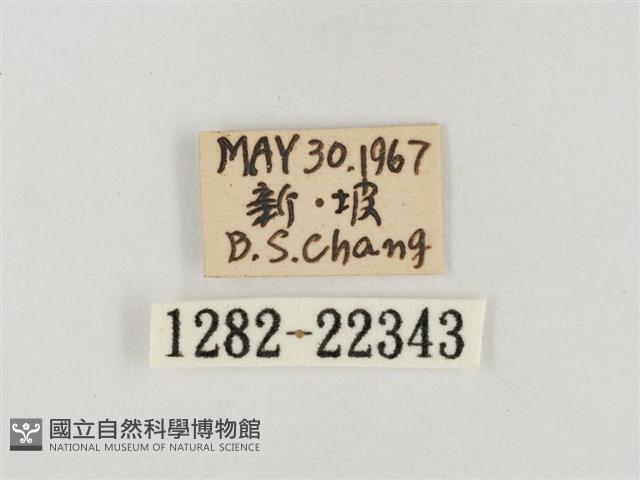 MAY 30.1967
新·坡
B.S.Chang
1282-22343
國立自然科學博物館
NATIONAL MUSEUM OF NATURAL SCIENCE